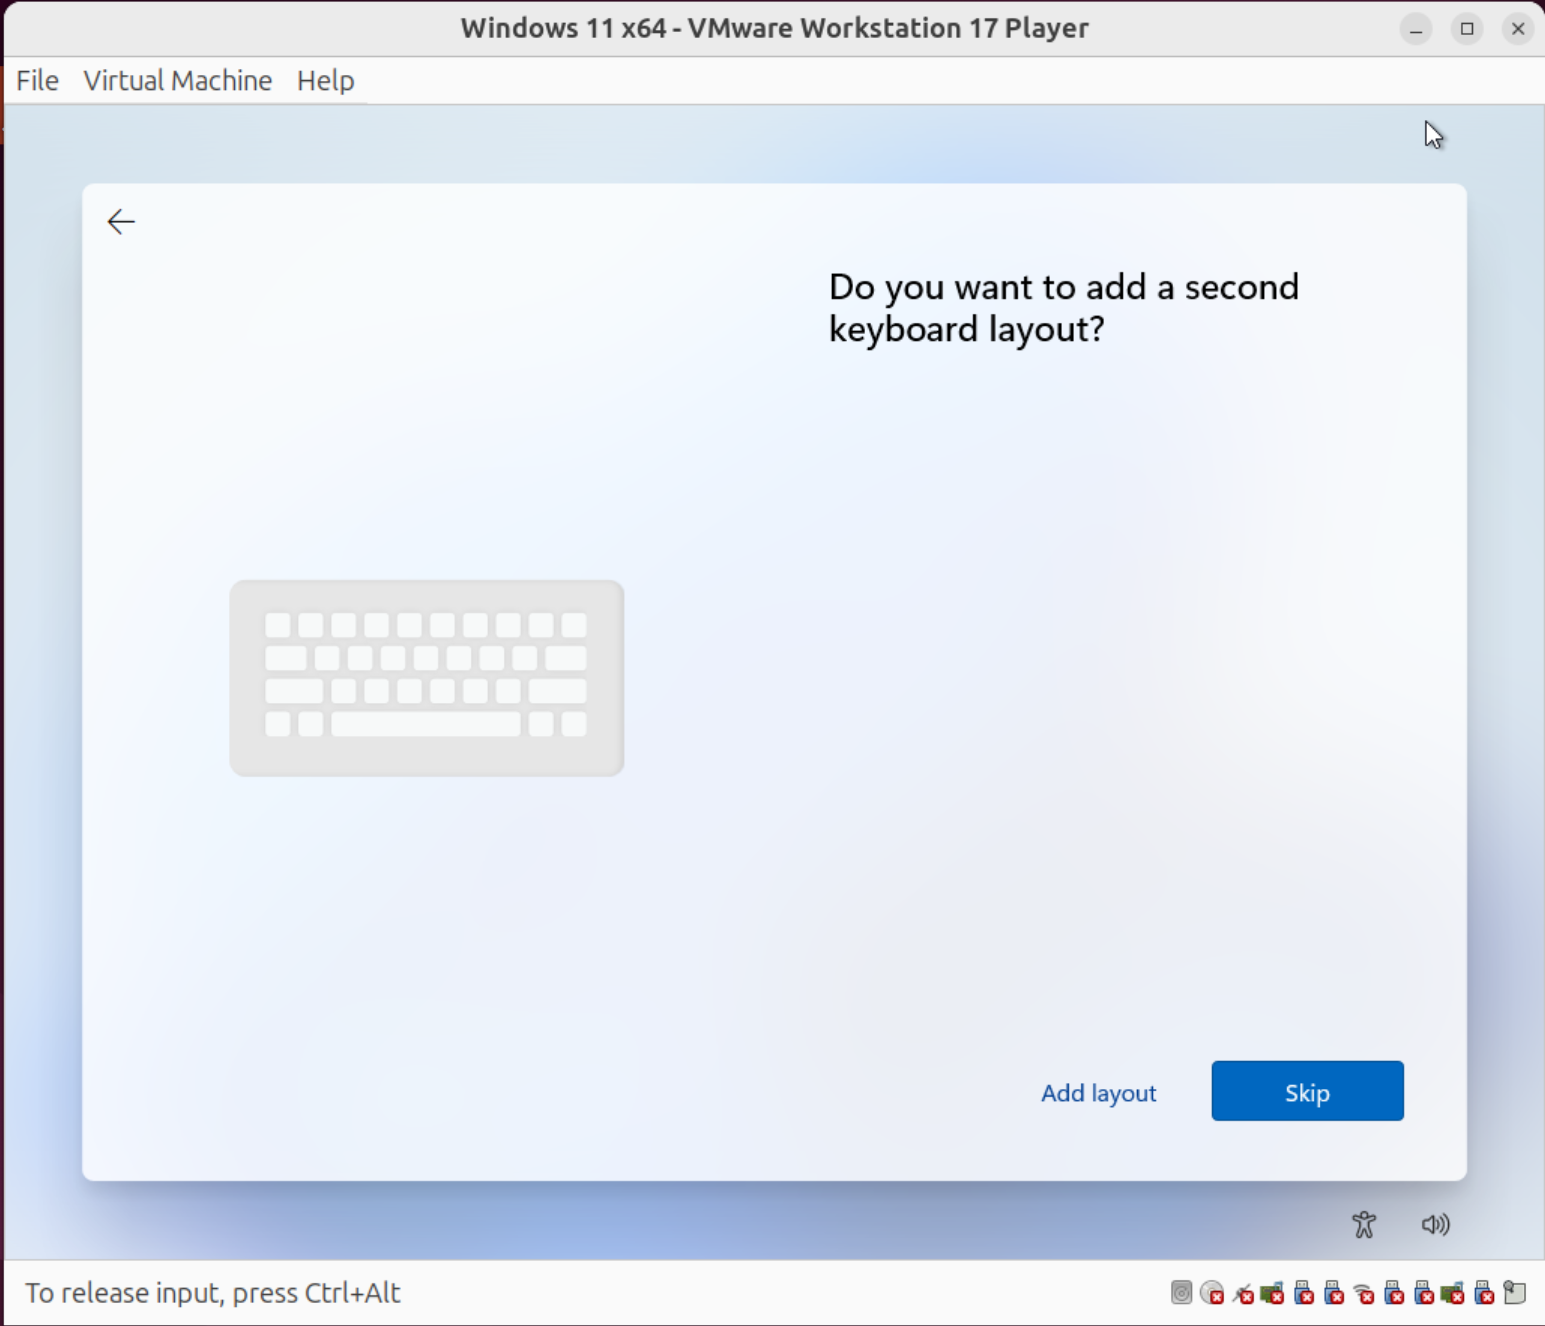 Windows 11 x64 - VMware Workstation 17 Player
File Virtual Machine Help
Do you want to add a second
keyboard layout?
Add layout Skip
To release input, press Ctrl+Alt